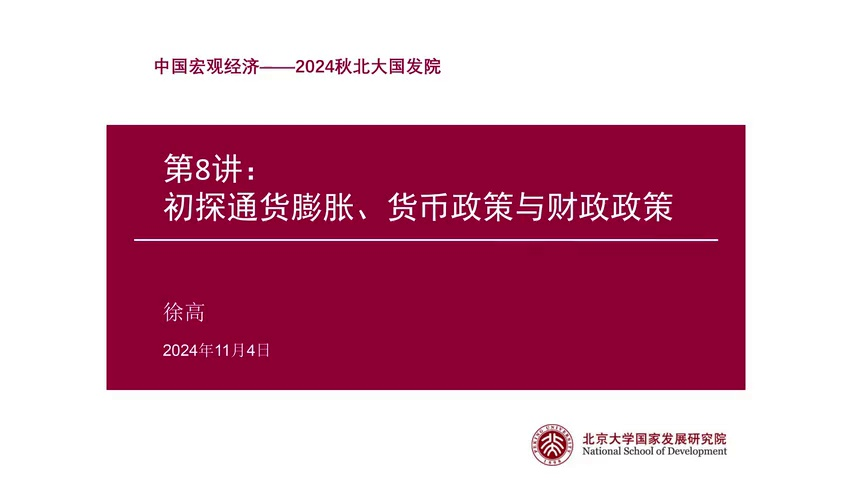 中国宏观经济——2024秋北大国发院
第8讲：
初探通货膨胀、货币政策与财政政策
徐高
2024年11月4日
北京大学国家发展研究院
National School of Development
PEKING UNIVERSITY
1898